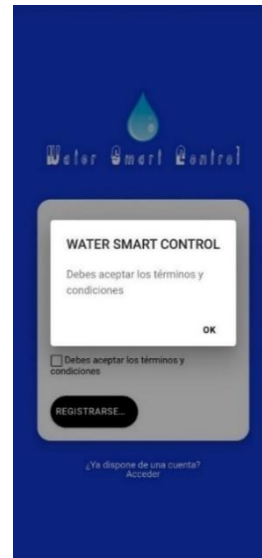 Water Smart Control
WATER SMART CONTROL
Debes aceptar los términos y
condiciones
OK
Debes aceptar los términos y
condiciones
REGISTRARSE...
¿Ya dispone de una cuenta?
Acceder